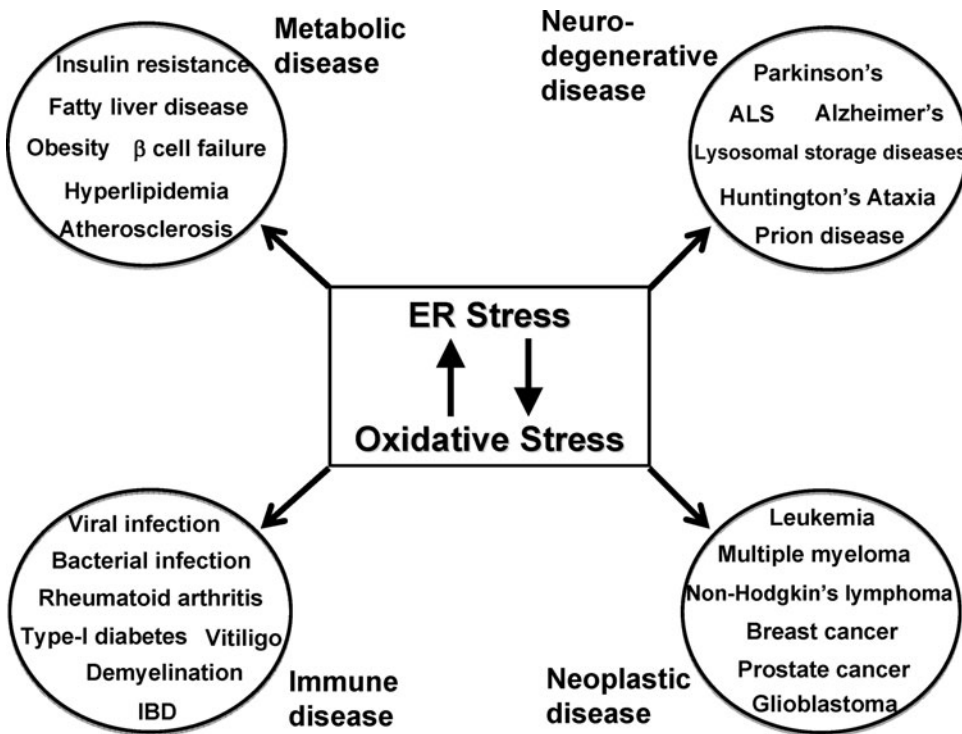 Metabolic
disease
Insulin resistance
Fatty liver disease
Obesity β cell failure
Hyperlipidemia
Atherosclerosis
Neuro-
degenerative
disease
Parkinson's
ALS Alzheimer's
Lysosomal storage diseases
Huntington's Ataxia
Prion disease
ER Stress
Oxidative Stress
Viral infection
Bacterial infection
Rheumatoid arthritis
Type-I diabetes Vitiligo
Demyelination
IBD
Immune
disease
Neoplastic
disease
Leukemia
Multiple myeloma
Non-Hodgkin's lymphoma
Breast cancer
Prostate cancer
Glioblastoma